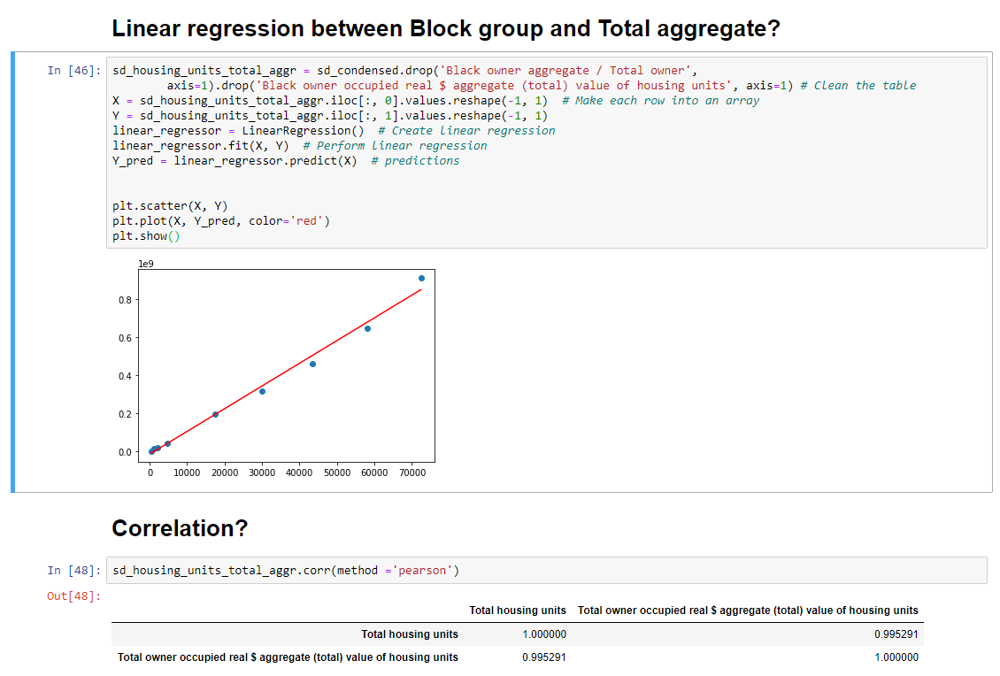 Linear regression between Block group and Total aggregate?
In [46]: sd_housing_units_total_aggr = sd_condensed.drop('Black owner aggregate / Total owner',
axis=1).drop('Black owner occupied real $ aggregate (total) value of housing units', axis=1) # Clean the table
X = sd_housing_units_total_aggr.iloc[:, 0].values.reshape(-1, 1)  # Make each row into an array
Y = sd_housing_units_total_aggr.iloc[:, 1].values.reshape(-1, 1)
linear_regressor = LinearRegression()  # Create linear regression
linear_regressor.fit(X, Y)  # Perform linear regression
Y_pred = linear_regressor.predict(X)  # predictions
plt.scatter(X, Y)
plt.plot(X, Y_pred, color='red')
plt.show()
1e9
0.8
0.6
0.4
0.2
0.0
0 10000 20000 30000 40000 50000 60000 70000
Correlation?
In [48]: sd_housing_units_total_aggr.corr(method ='pearson')
Out[48]:
Total housing units Total owner occupied real $ aggregate (total) value of housing units
Total housing units 1.000000 0.995291
Total owner occupied real $ aggregate (total) value of housing units 0.995291 1.000000